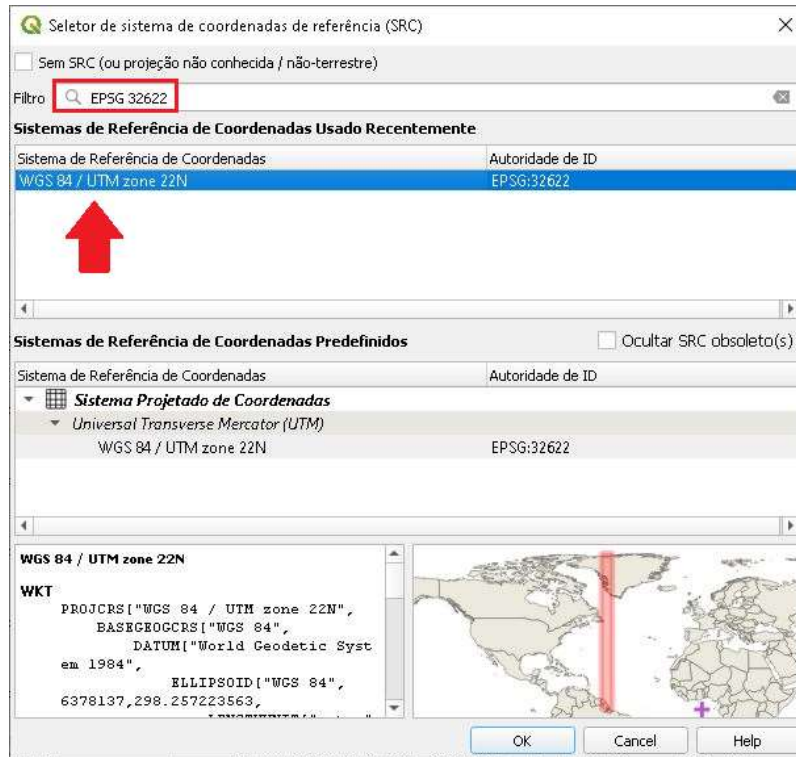 Seletor de sistema de coordenadas de referência (SRC)
Sem SRC (ou projeção não conhecida / não-terrestre)
Filtro EPSG 32622
Sistemas de Referência de Coordenadas Usado Recentemente
Sistema de Referência de Coordenadas Autoridade de ID
WGS 84 / UTM zone 22N EPSG:32622
Sistemas de Referência de Coordenadas Predefinidos Ocultar SRC obsoleto(s)
Sistema de Referência de Coordenadas Autoridade de ID
Sistema Projetado de Coordenadas
Universal Transverse Mercator (UTM)
WGS 84 / UTM zone 22N EPSG:32622
WGS 84 / UTM zone 22N
WKT
PROJCRS["WGS 84 / UTM zone 22N",
BASEGEOGCRS["WGS 84",
DATUM["World Geodetic Syst
em 1984",
ELLIPSOID["WGS 84",
6378137,298.257223563,
OK Cancel Help